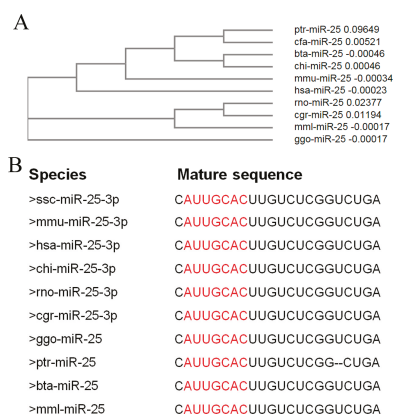 A
ptr-miR-25 0.09649
cfa-miR-25 0.00521
bta-miR-25 -0.00046
chi-miR-25 0.00046
mmu-miR-25 -0.00034
hsa-miR-25 -0.00023
rno-miR-25 0.02377
cgr-miR-25 0.01194
mml-miR-25 -0.00017
ggo-miR-25 -0.00017
B
Species Mature sequence
>ssc-miR-25-3p CAUUGCACUUGUCUCGGUCUGA
>mmu-miR-25-3p CAUUGCACUUGUCUCGGUCUGA
>hsa-miR-25-3p CAUUGCACUUGUCUCGGUCUGA
>chi-miR-25-3p CAUUGCACUUGUCUCGGUCUGA
>rno-miR-25-3p CAUUGCACUUGUCUCGGUCUGA
>cgr-miR-25-3p CAUUGCACUUGUCUCGGUCUGA
>ggo-miR-25 CAUUGCACUUGUCUCGGUCUGA
>ptr-miR-25 CAUUGCACUUGUCUCGG--CUGA
>bta-miR-25 CAUUGCACUUGUCUCGGUCUGA
>mml-miR-25 CAUUGCACUUGUCUCGGUCUGA